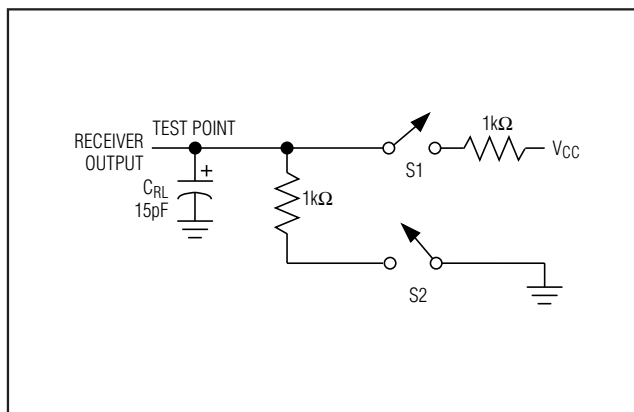 RECEIVER
OUTPUT
TEST POINT
+
CRL
15pF
1kΩ
S1
1kΩ
VCC
S2